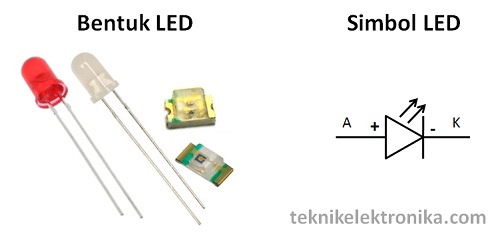 Bentuk LED
Simbol LED
A + - K
teknikelektronika.com